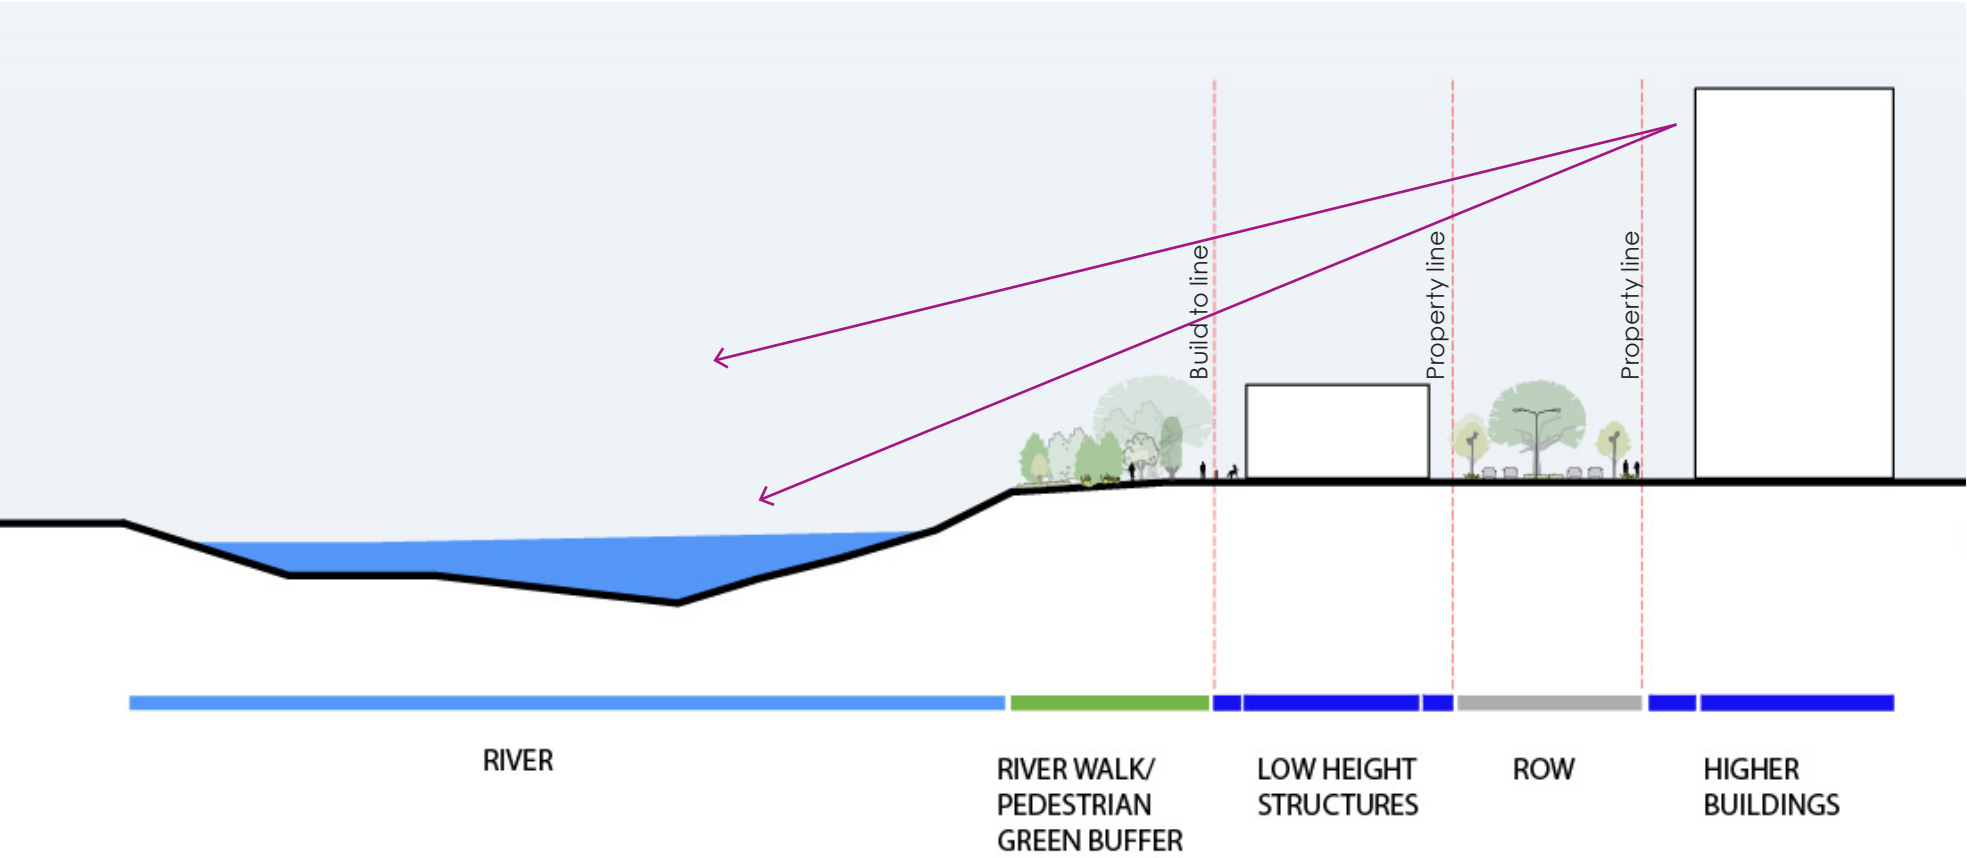 Build to line
Property line
Property line
RIVER
RIVER WALK/
PEDESTRIAN
GREEN BUFFER
LOW HEIGHT
STRUCTURES
ROW
HIGHER
BUILDINGS